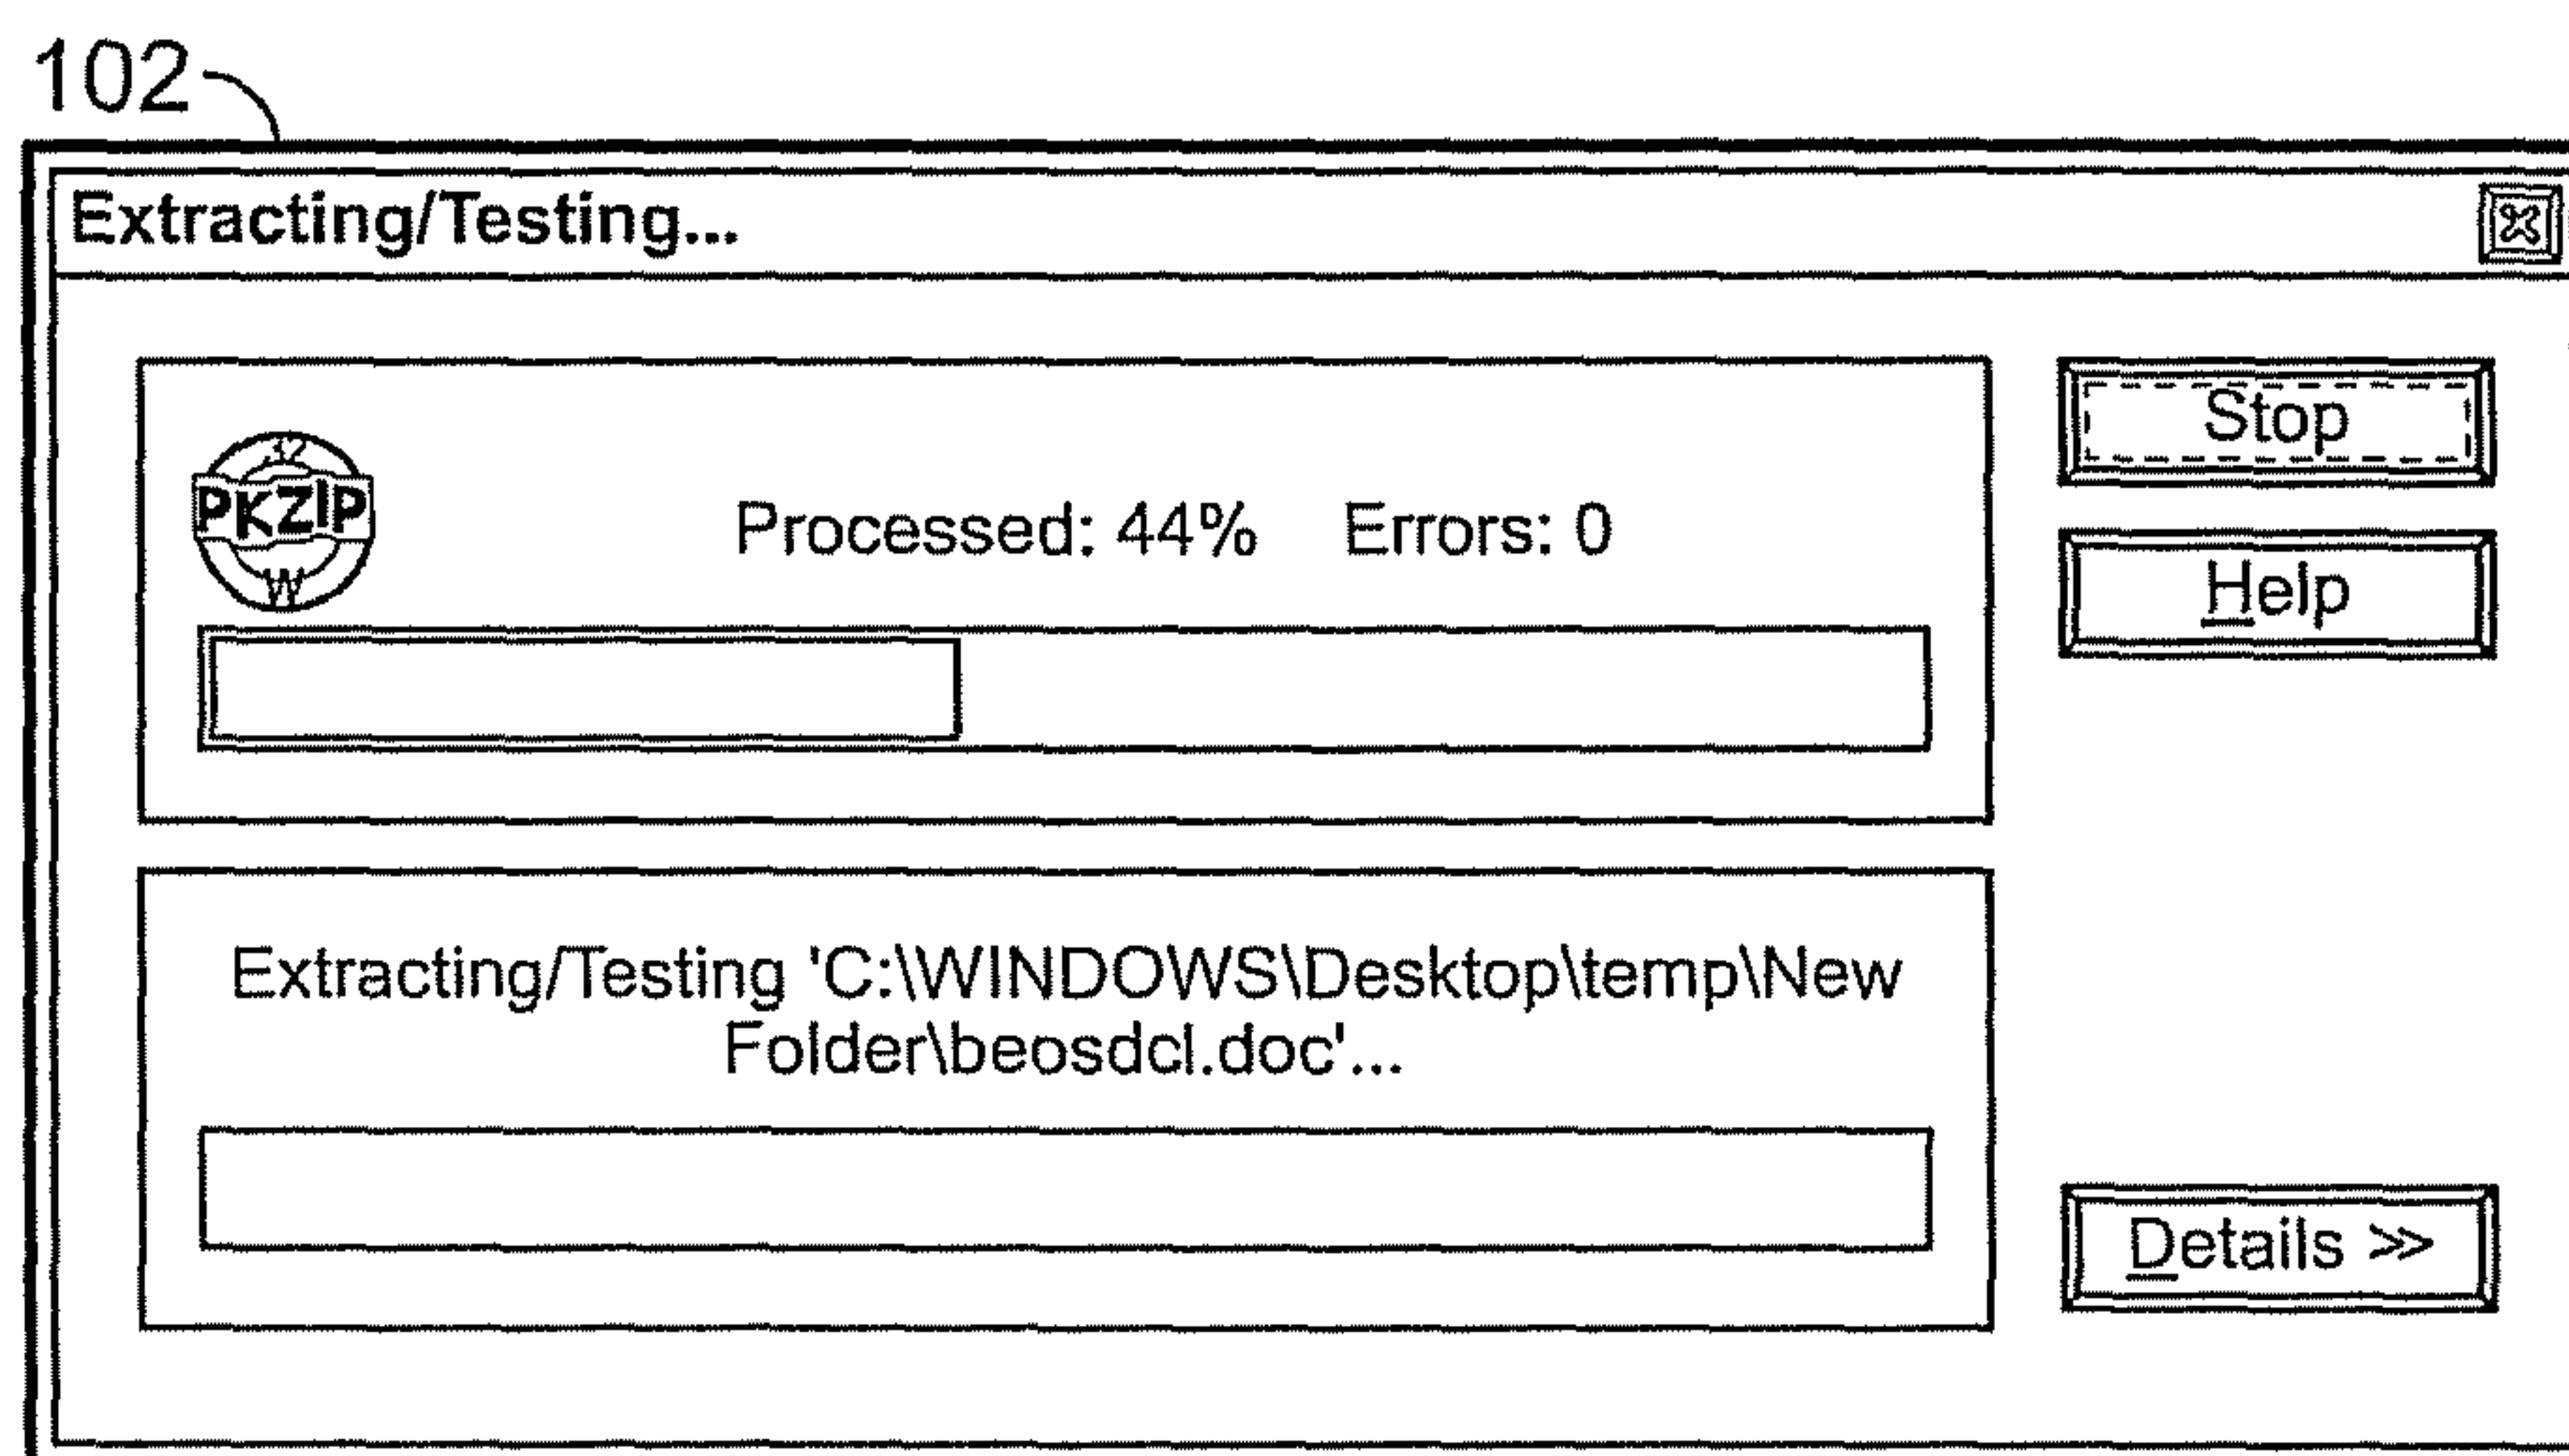 102
Extracting/Testing...
32
PKZIP
W
Processed: 44% Errors: 0
Stop
Help
Extracting/Testing 'C:\WINDOWS\Desktop\temp\New
Folder\beosdcl.doc'...
Details >>